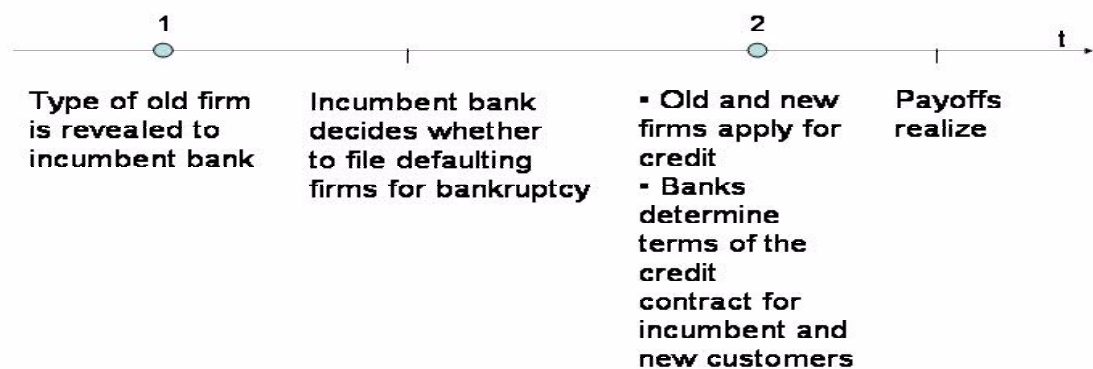 1
2
t
Type of old firm
is revealed to
incumbent bank
Incumbent bank
decides whether
to file defaulting
firms for bankruptcy
▪ Old and new
firms apply for
credit
▪ Banks
determine
terms of the
credit
contract for
incumbent and
new customers
Payoffs
realize